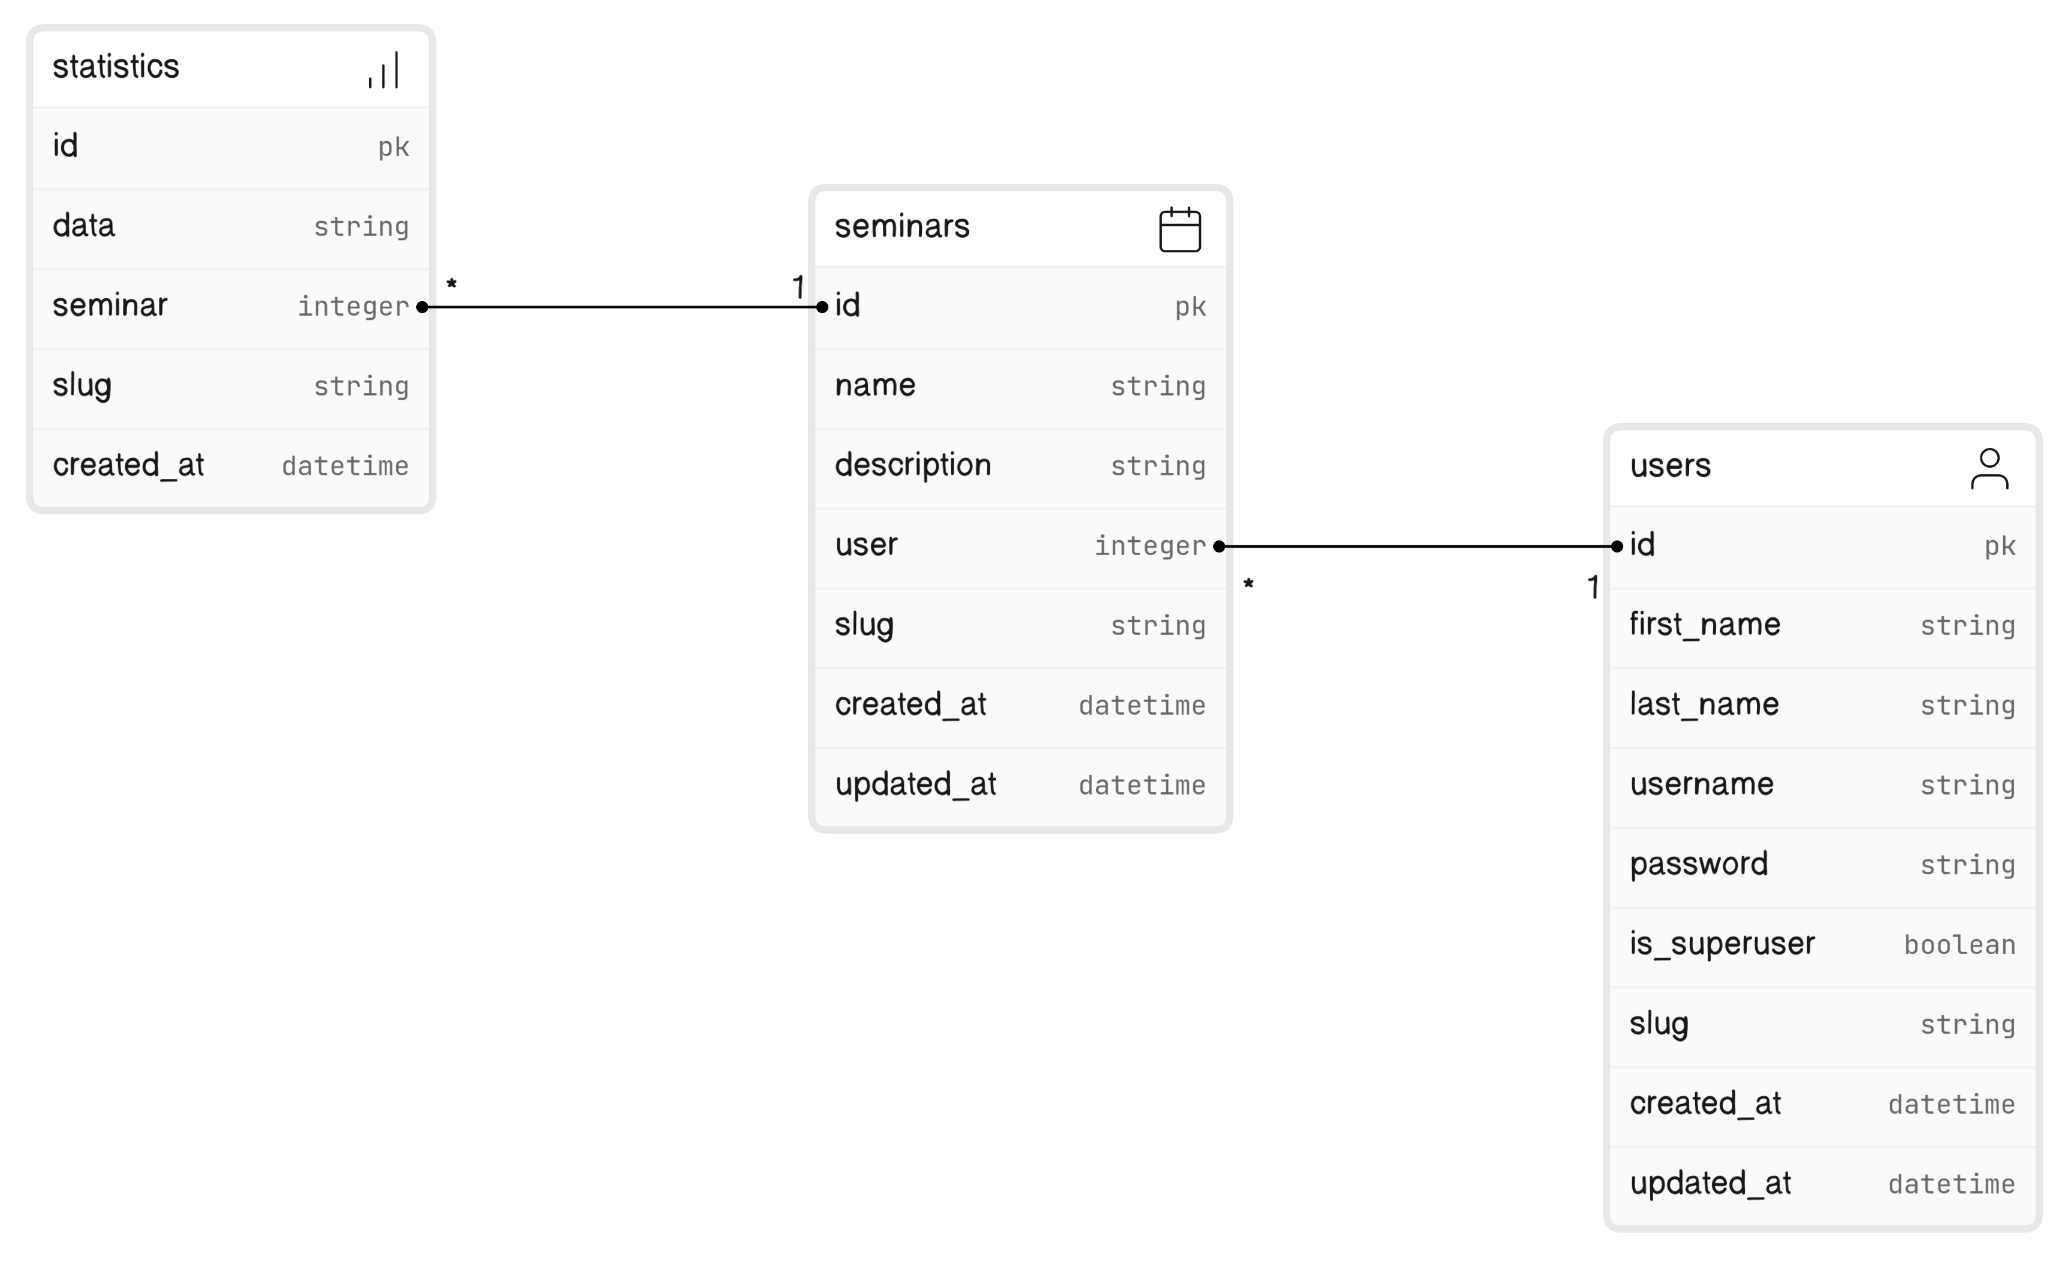 statistics
id pk
data string
seminar integer
slug string
created_at datetime
* 1
seminars
id pk
name string
description string
user integer
slug string
created_at datetime
updated_at datetime
* 1
users
id pk
first_name string
last_name string
username string
password string
is_superuser boolean
slug string
created_at datetime
updated_at datetime